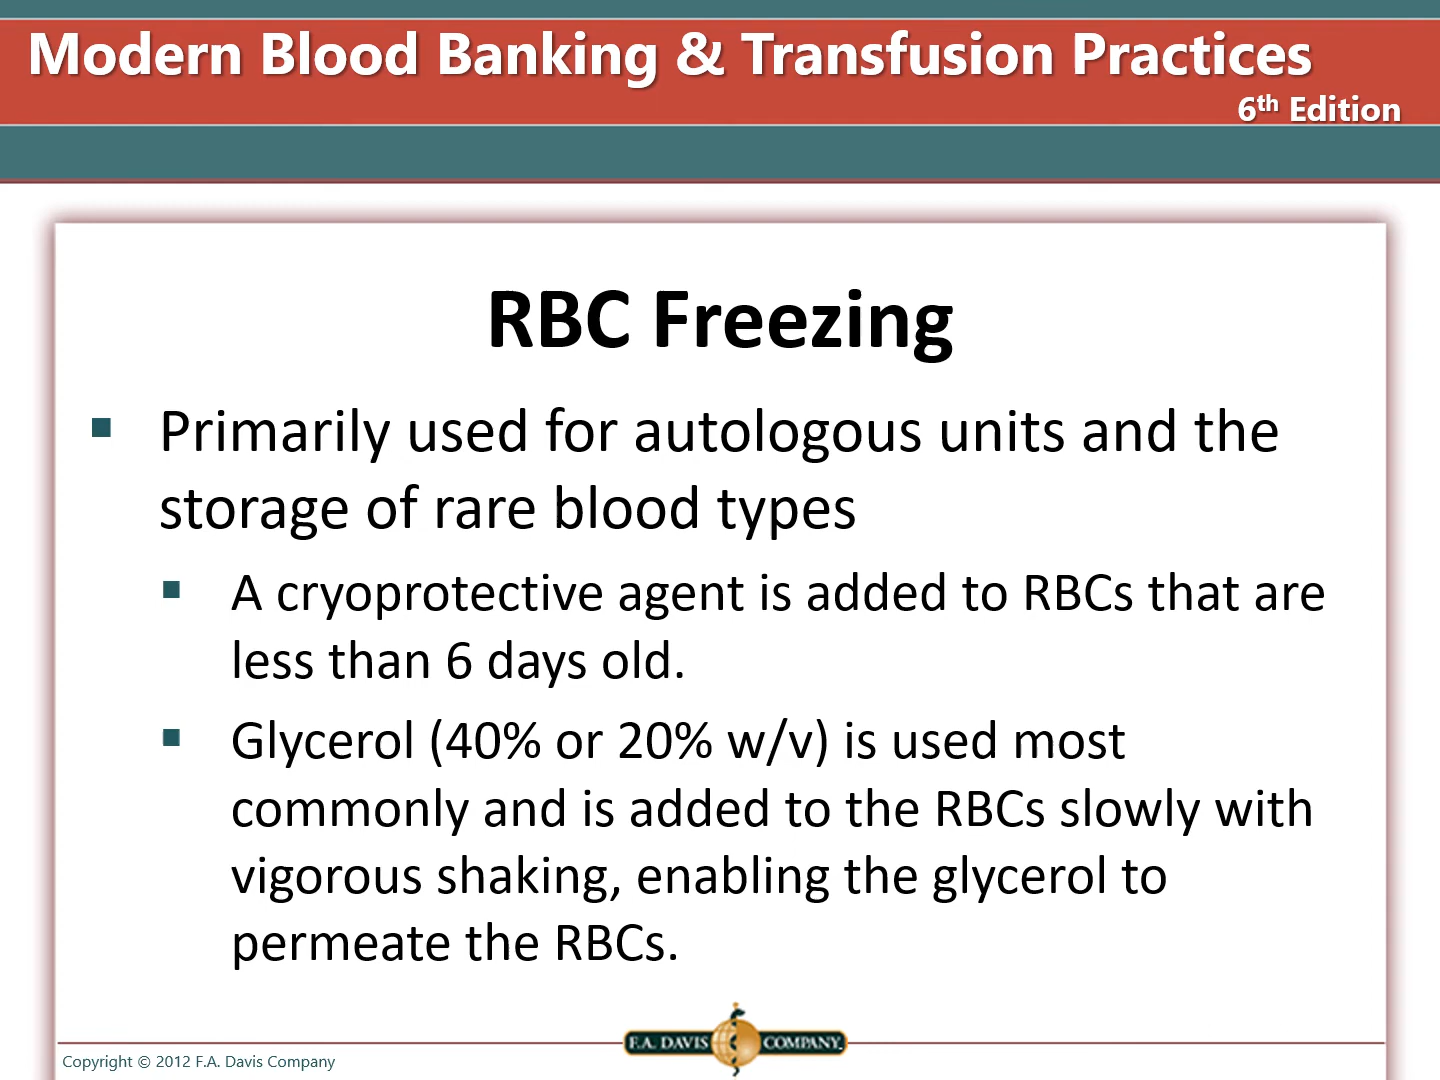 Modern Blood Banking & Transfusion Practices
6th Edition
RBC Freezing
Primarily used for autologous units and the
storage of rare blood types
A cryoprotective agent is added to RBCs that are
less than 6 days old.
Glycerol (40% or 20% w/v) is used most
commonly and is added to the RBCs slowly with
vigorous shaking, enabling the glycerol to
permeate the RBCs.
F.A. DAVIS COMPANY
Copyright © 2012 F.A. Davis Company